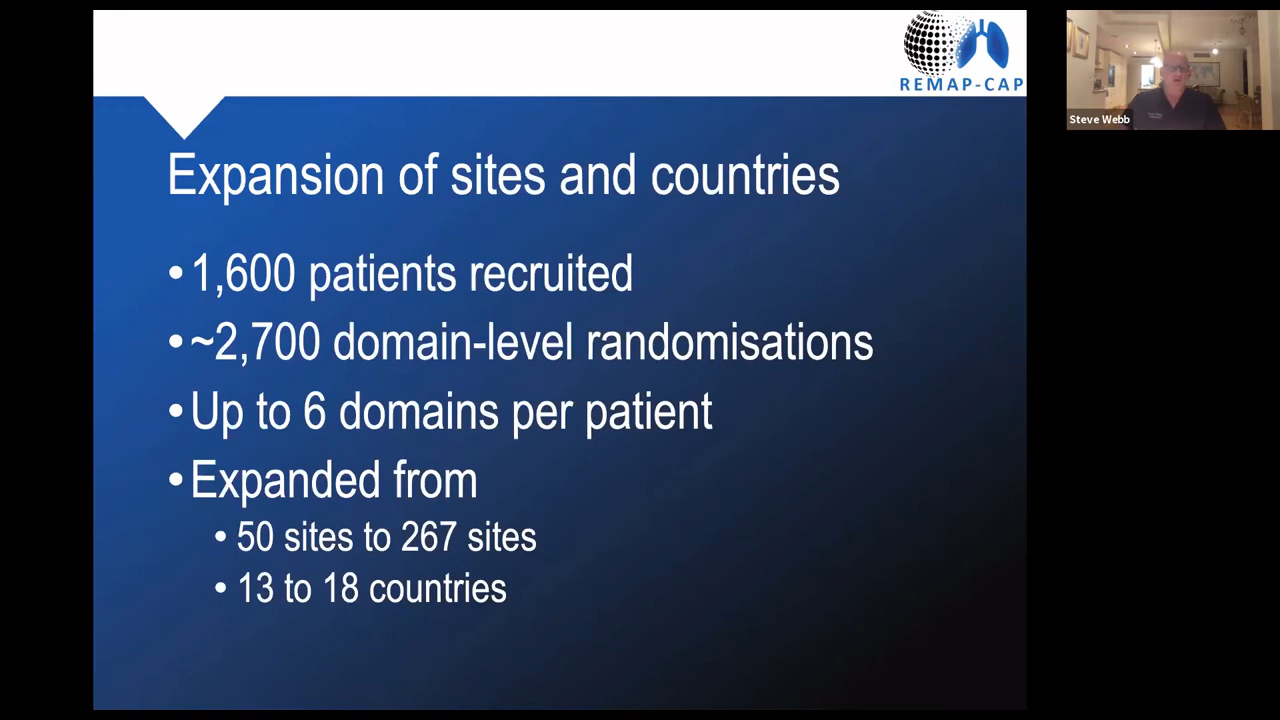 REMAP-CAP
Steve Webb
Expansion of sites and countries
•1,600 patients recruited
•~2,700 domain-level randomisations
•Up to 6 domains per patient
•Expanded from
• 50 sites to 267 sites
• 13 to 18 countries